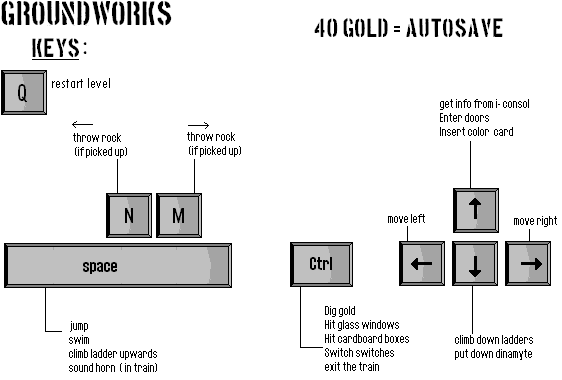 GROUNDWORKS
40 GOLD = AUTOSAVE
KEYS:
Q
restart level
throw rock
(if picked up)
throw rock
(if picked up)
N
M
space
jump
swim
climb ladder upwards
sound horn ( in train)
Ctrl
Dig gold
Hit glass windows
Hit cardboard boxes
Switch switches
exit the train
get info from i- consol
Enter doors
Insert color card
↑
move left
move right
←
↓
→
climb down ladders
put down dinamyte